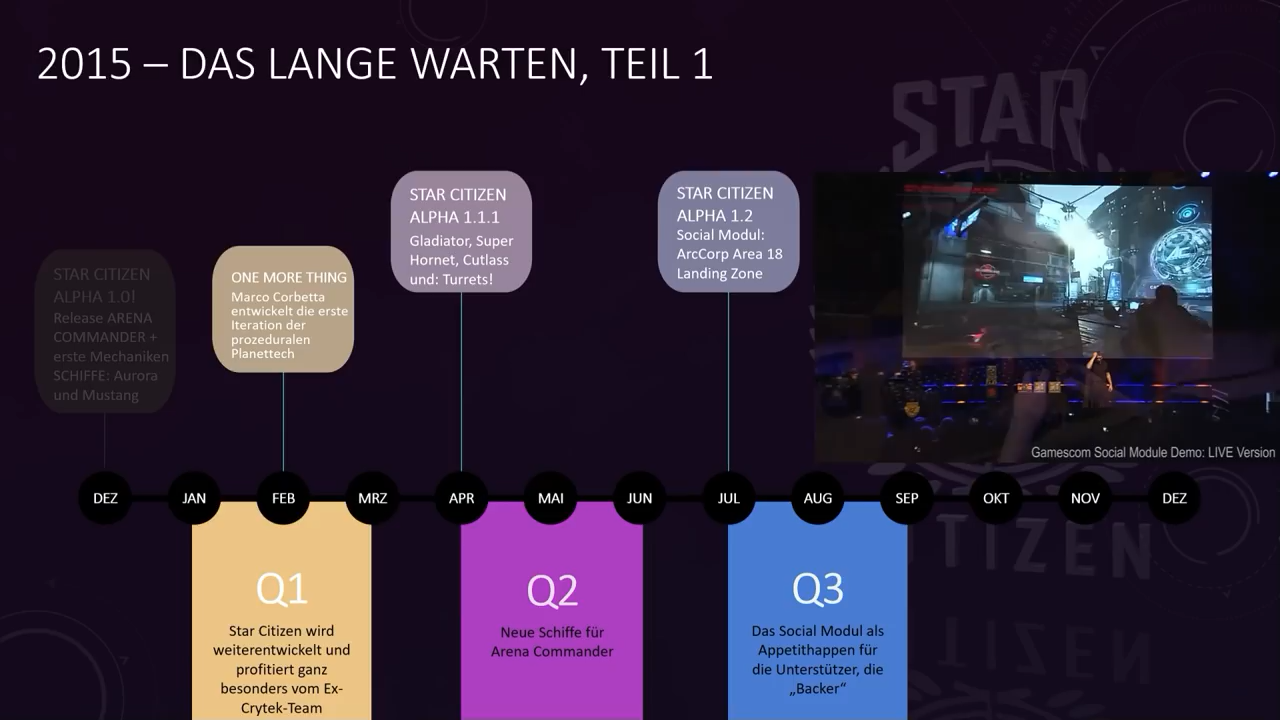 2015 – DAS LANGE WARTEN, TEIL 1
STAR
STAR CITIZEN
ALPHA 1.0!
Release ARENA
COMMANDER +
erste Mechaniken
SCHIFFE: Aurora
und Mustang
ONE MORE THING
Marco Corbetta
entwickelt die erste
Iteration der
prozeduralen
Planettech
STAR CITIZEN
ALPHA 1.1.1
Gladiator, Super
Hornet, Cutlass
und: Turrets!
STAR CITIZEN
ALPHA 1.2
Social Modul:
ArcCorp Area 18
Landing Zone
Gamescom Social Module Demo: LIVE Version
DEZ
JAN
FEB
MRZ
APR
MAI
JUN
JUL
AUG
SEP
OKT
NOV
DEZ
CITIZEN
Q1
Star Citizen wird
weiterentwickelt und
profitiert ganz
besonders vom Ex-
Crytek-Team
Q2
Neue Schiffe für
Arena Commander
Q3
Das Social Modul als
Appetithappen für
die Unterstützer, die
„Backer“